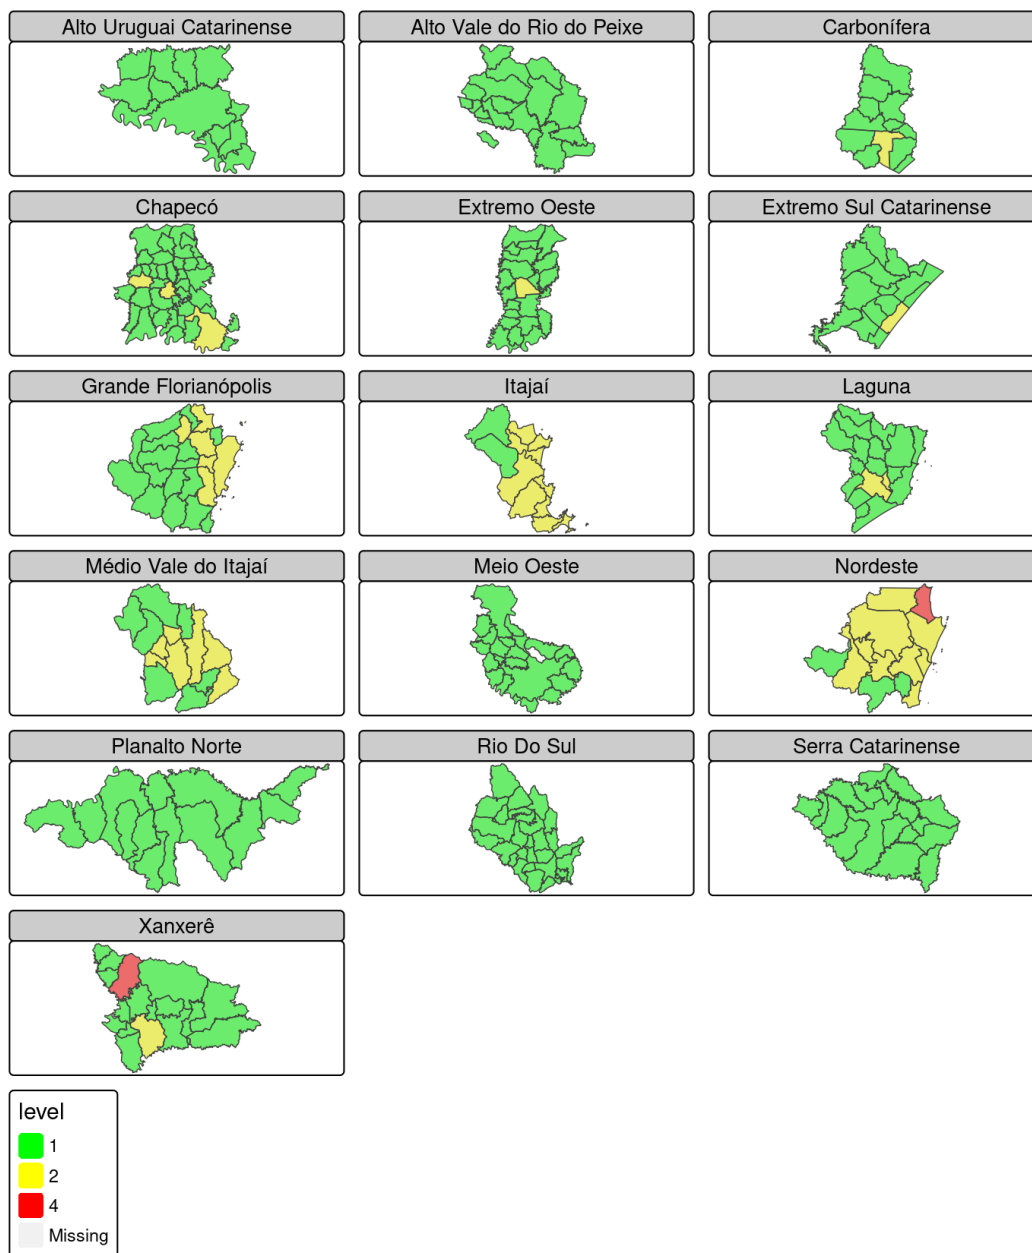 Alto Uruguai Catarinense
Alto Vale do Rio do Peixe
Carbonífera
Chapecó
Extremo Oeste
Extremo Sul Catarinense
Grande Florianópolis
Itajaí
Laguna
Médio Vale do Itajaí
Meio Oeste
Nordeste
Planalto Norte
Rio Do Sul
Serra Catarinense
Xanxerê
level
1
2
4
Missing